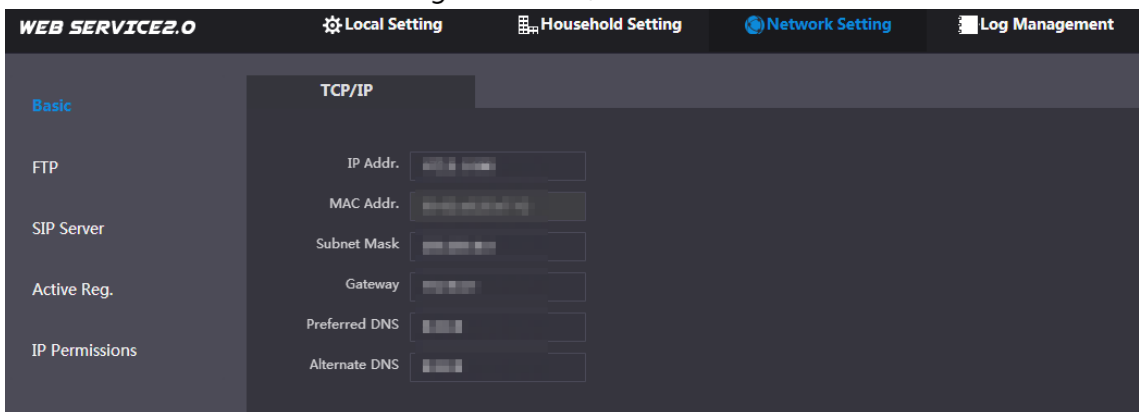 WEB SERVICE2.0
Local Setting
Household Setting
Network Setting
Log Management
Basic
FTP
SIP Server
Active Reg.
IP Permissions
TCP/IP
IP Addr.
MAC Addr.
Subnet Mask
Gateway
Preferred DNS
Alternate DNS